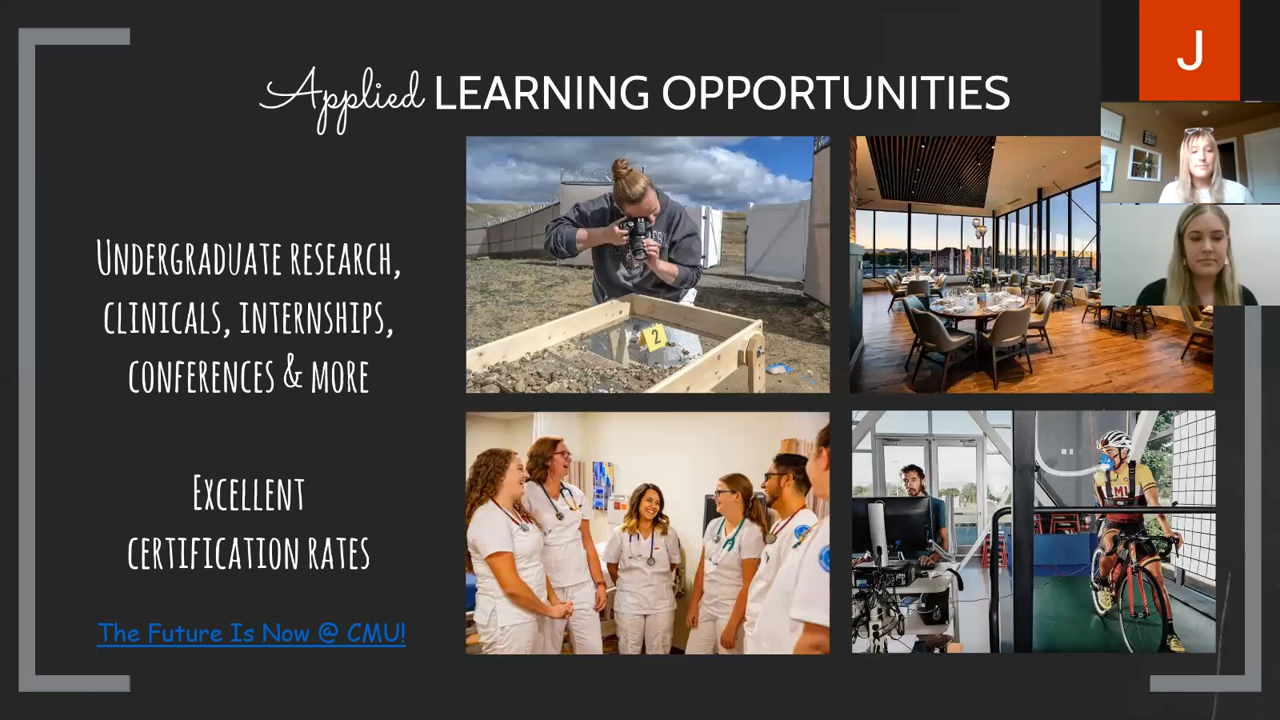 Applied LEARNING OPPORTUNITIES
J
UNDERGRADUATE RESEARCH,
CLINICALS, INTERNSHIPS,
CONFERENCES & MORE
2
EXCELLENT
CERTIFICATION RATES
The Future Is Now @ CMU!